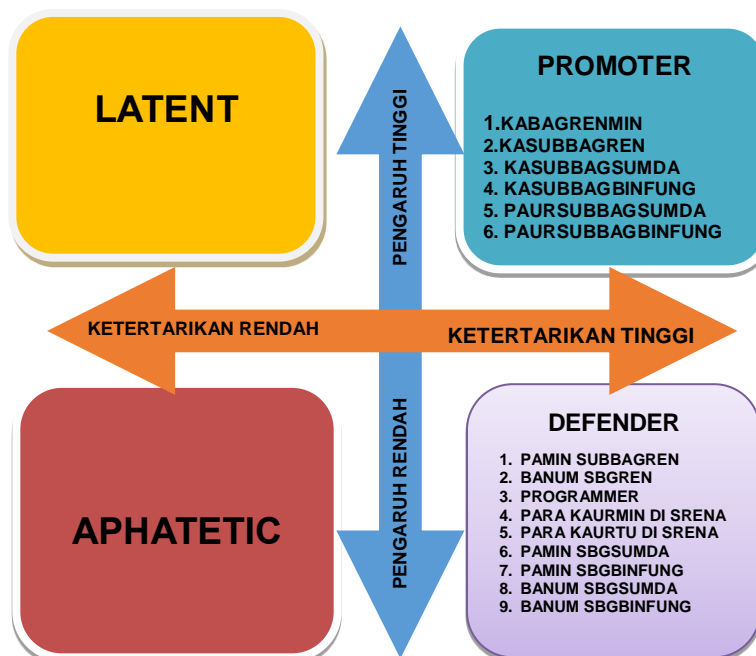 LATENT
PENGARUH TINGGI
PROMOTER
1.KABAGRENMIN
2.KASUBBAGREN
3. KASUBBAGSUMDA
4. KASUBBAGBINFUNG
5. PAURSUBBAGSUMDA
6. PAURSUBBAGBINFUNG
KETERTARIKAN RENDAH
KETERTARIKAN TINGGI
APHATETIC
PENGARUH RENDAH
DEFENDER
1. PAMIN SUBBAGREN
2. BANUM SBGREN
3. PROGRAMMER
4. PARA KAURMIN DI SRENA
5. PARA KAURTU DI SRENA
6. PAMIN SBGSUMDA
7. PAMIN SBGBINFUNG
8. BANUM SBGSUMDA
9. BANUM SBGBINFUNG